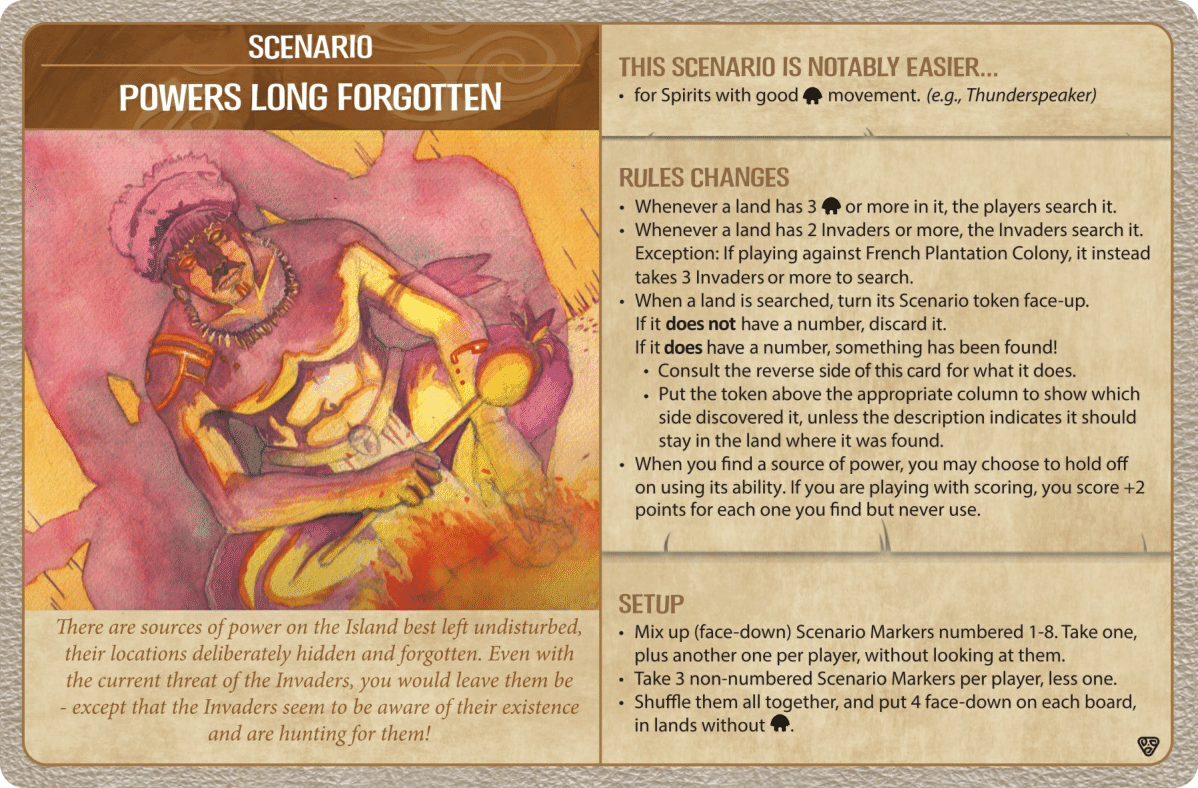 SCENARIO
POWERS LONG FORGOTTEN
There are sources of power on the Island best left undisturbed,
their locations deliberately hidden and forgotten. Even with
the current threat of the Invaders, you would leave them be
- except that the Invaders seem to be aware of their existence
and are hunting for them!
THIS SCENARIO IS NOTABLY EASIER...
• for Spirits with good movement. (e.g., Thunderspeaker)
RULES CHANGES
• Whenever a land has 3 or more in it, the players search it.
• Whenever a land has 2 Invaders or more, the Invaders search it.
Exception: If playing against French Plantation Colony, it instead
takes 3 Invaders or more to search.
• When a land is searched, turn its Scenario token face-up.
If it does not have a number, discard it.
If it does have a number, something has been found!
• Consult the reverse side of this card for what it does.
• Put the token above the appropriate column to show which
side discovered it, unless the description indicates it should
stay in the land where it was found.
• When you find a source of power, you may choose to hold off
on using its ability. If you are playing with scoring, you score +2
points for each one you find but never use.
SETUP
• Mix up (face-down) Scenario Markers numbered 1-8. Take one,
plus another one per player, without looking at them.
• Take 3 non-numbered Scenario Markers per player, less one.
• Shuffle them all together, and put 4 face-down on each board,
in lands without .